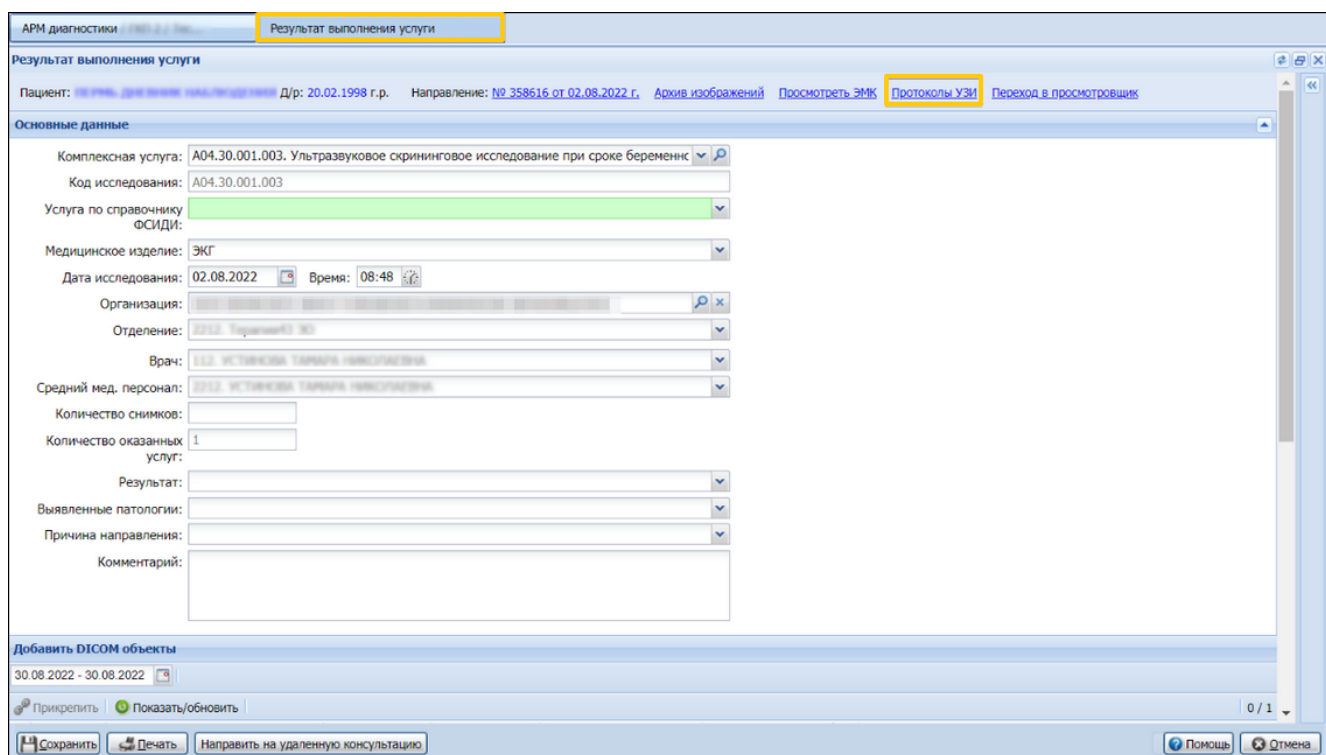 АРМ диагностики
Результат выполнения услуги
Результат выполнения услуги
Пациент: Д/р: 20.02.1998 г.р. Направление: № 358616 от 02.08.2022 г. Архив изображений Просмотреть ЭМК Протоколы УЗИ Переход в просмотровщик
Основные данные
Комплексная услуга: A04.30.001.003. Ультразвуковое скрининговое исследование при сроке беременнс
Код исследования: A04.30.001.003
Услуга по справочнику
ФСИДИ:
Медицинское изделие: ЭКГ
Дата исследования: 02.08.2022 Время: 08:48
Организация:
Отделение:
Врач:
Средний мед. персонал:
Количество снимков:
Количество оказанных 1
услуг:
Результат:
Выявленные патологии:
Причина направления:
Комментарий:
Добавить DICOM объекты
30.08.2022 - 30.08.2022
Прикрепить Показать/обновить 0 / 1
Сохранить Печать Направить на удаленную консультацию Помощь Отмена